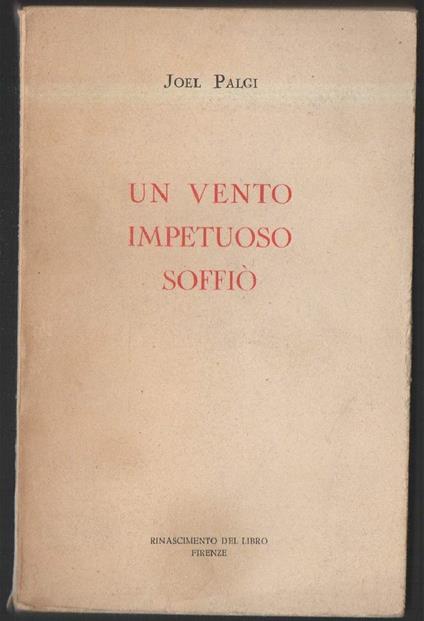 JOEL PALGI
UN VENTO
IMPETUOSO
SOFFIÒ
RINASCIMENTO DEL LIBRO
FIRENZE